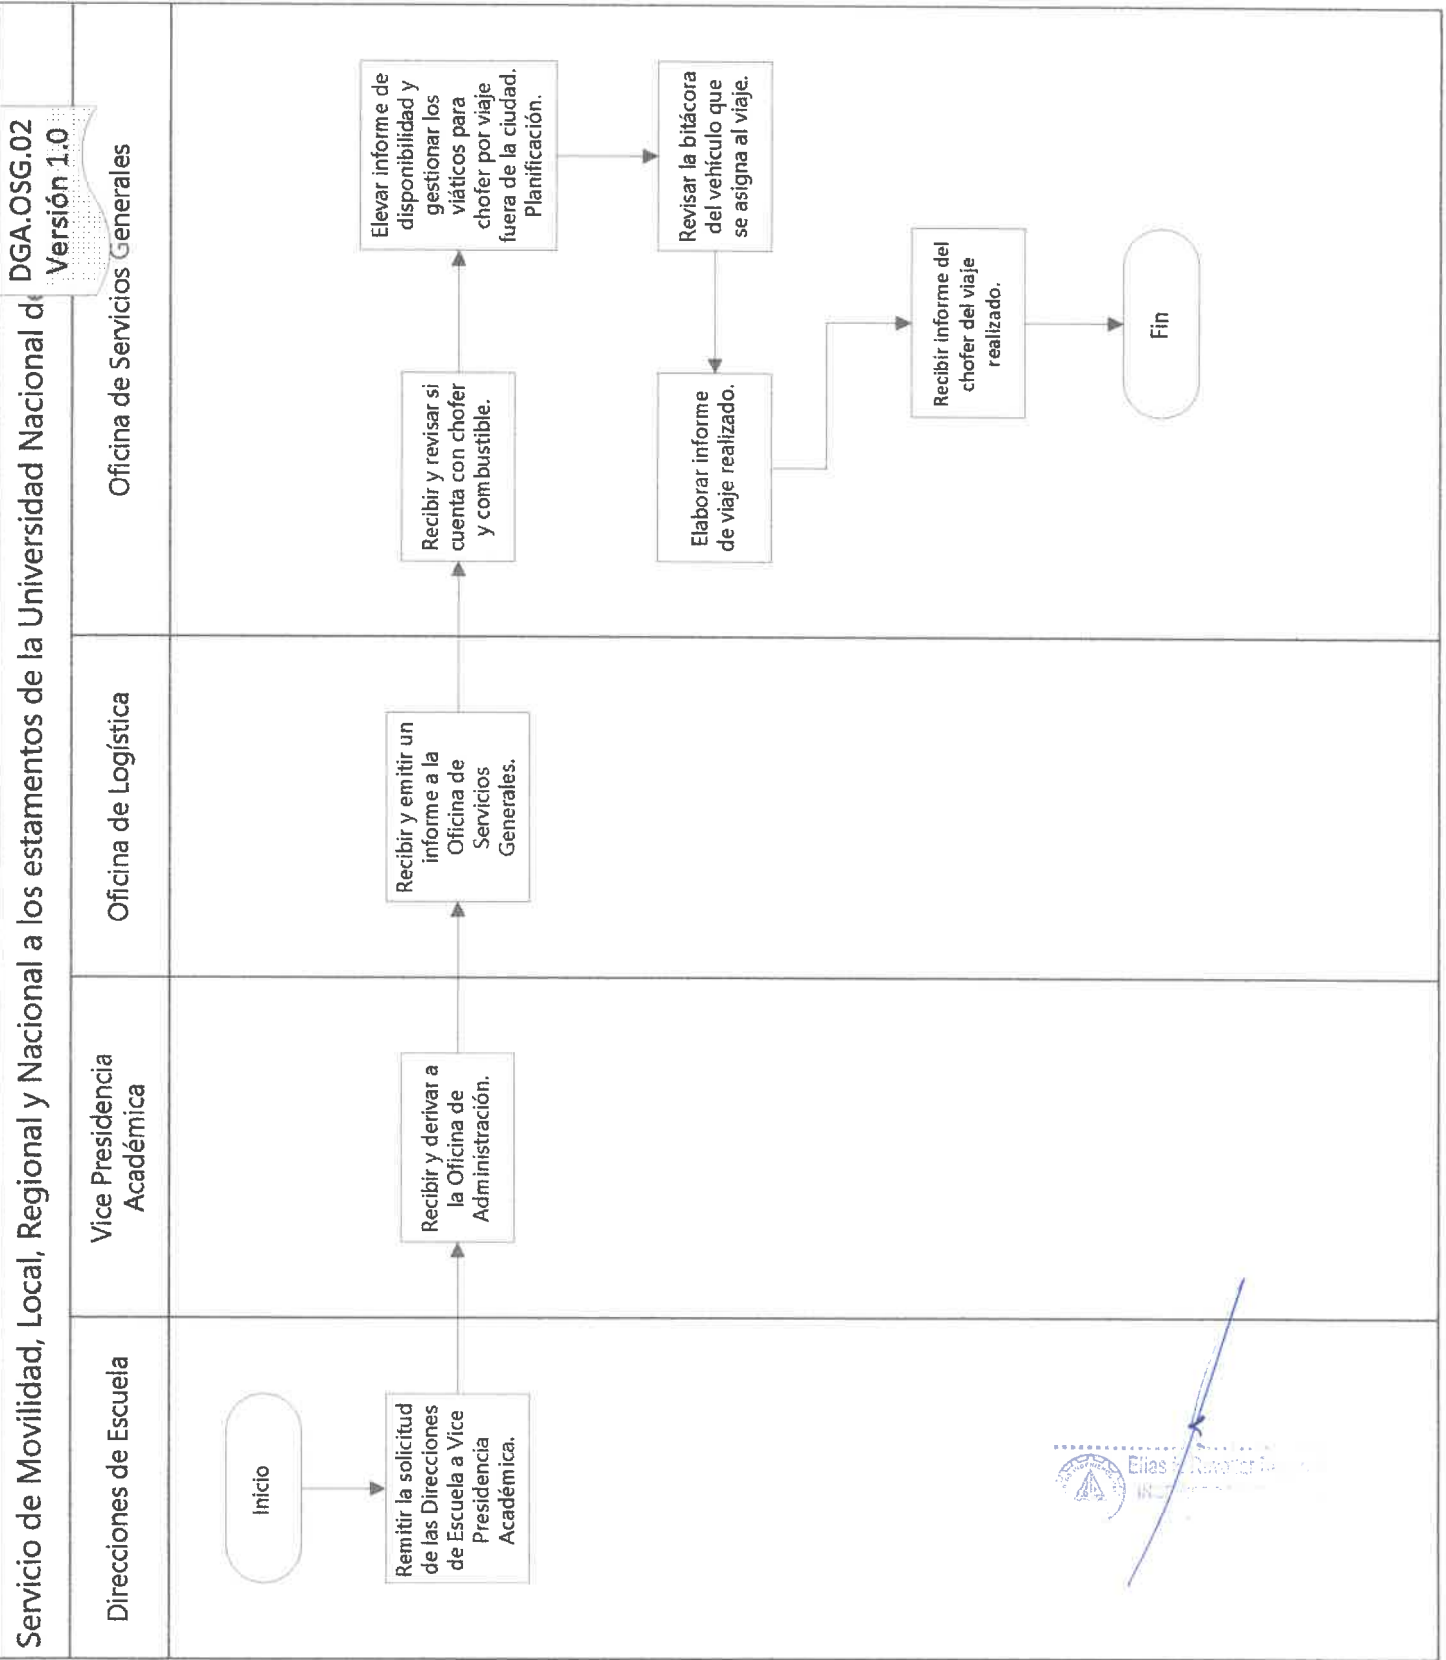 Servicio de Movilidad, Local, Regional y Nacional a los estamentos de la Universidad Nacional de
DGA.OSG.02
Versión 1.0
Direcciones de Escuela
Vice Presidencia
Académica
Oficina de Logística
Oficina de Servicios Generales
Inicio
Remitir la solicitud
de las Direcciones
de Escuela a Vice
Presidencia
Académica.
Recibir y derivar a
la Oficina de
Administración.
Recibir y emitir un
informe a la
Oficina de
Servicios
Generales.
Recibir y revisar si
cuenta con chofer
y combustible.
Elevar informe de
disponibilidad y
gestionar los
viáticos para
chofer por viaje
fuera de la ciudad.
Planificación.
Revisar la bitácora
del vehículo que
se asigna al viaje.
Elaborar informe
de viaje realizado.
Recibir informe del
chofer del viaje
realizado.
Fin
Elias